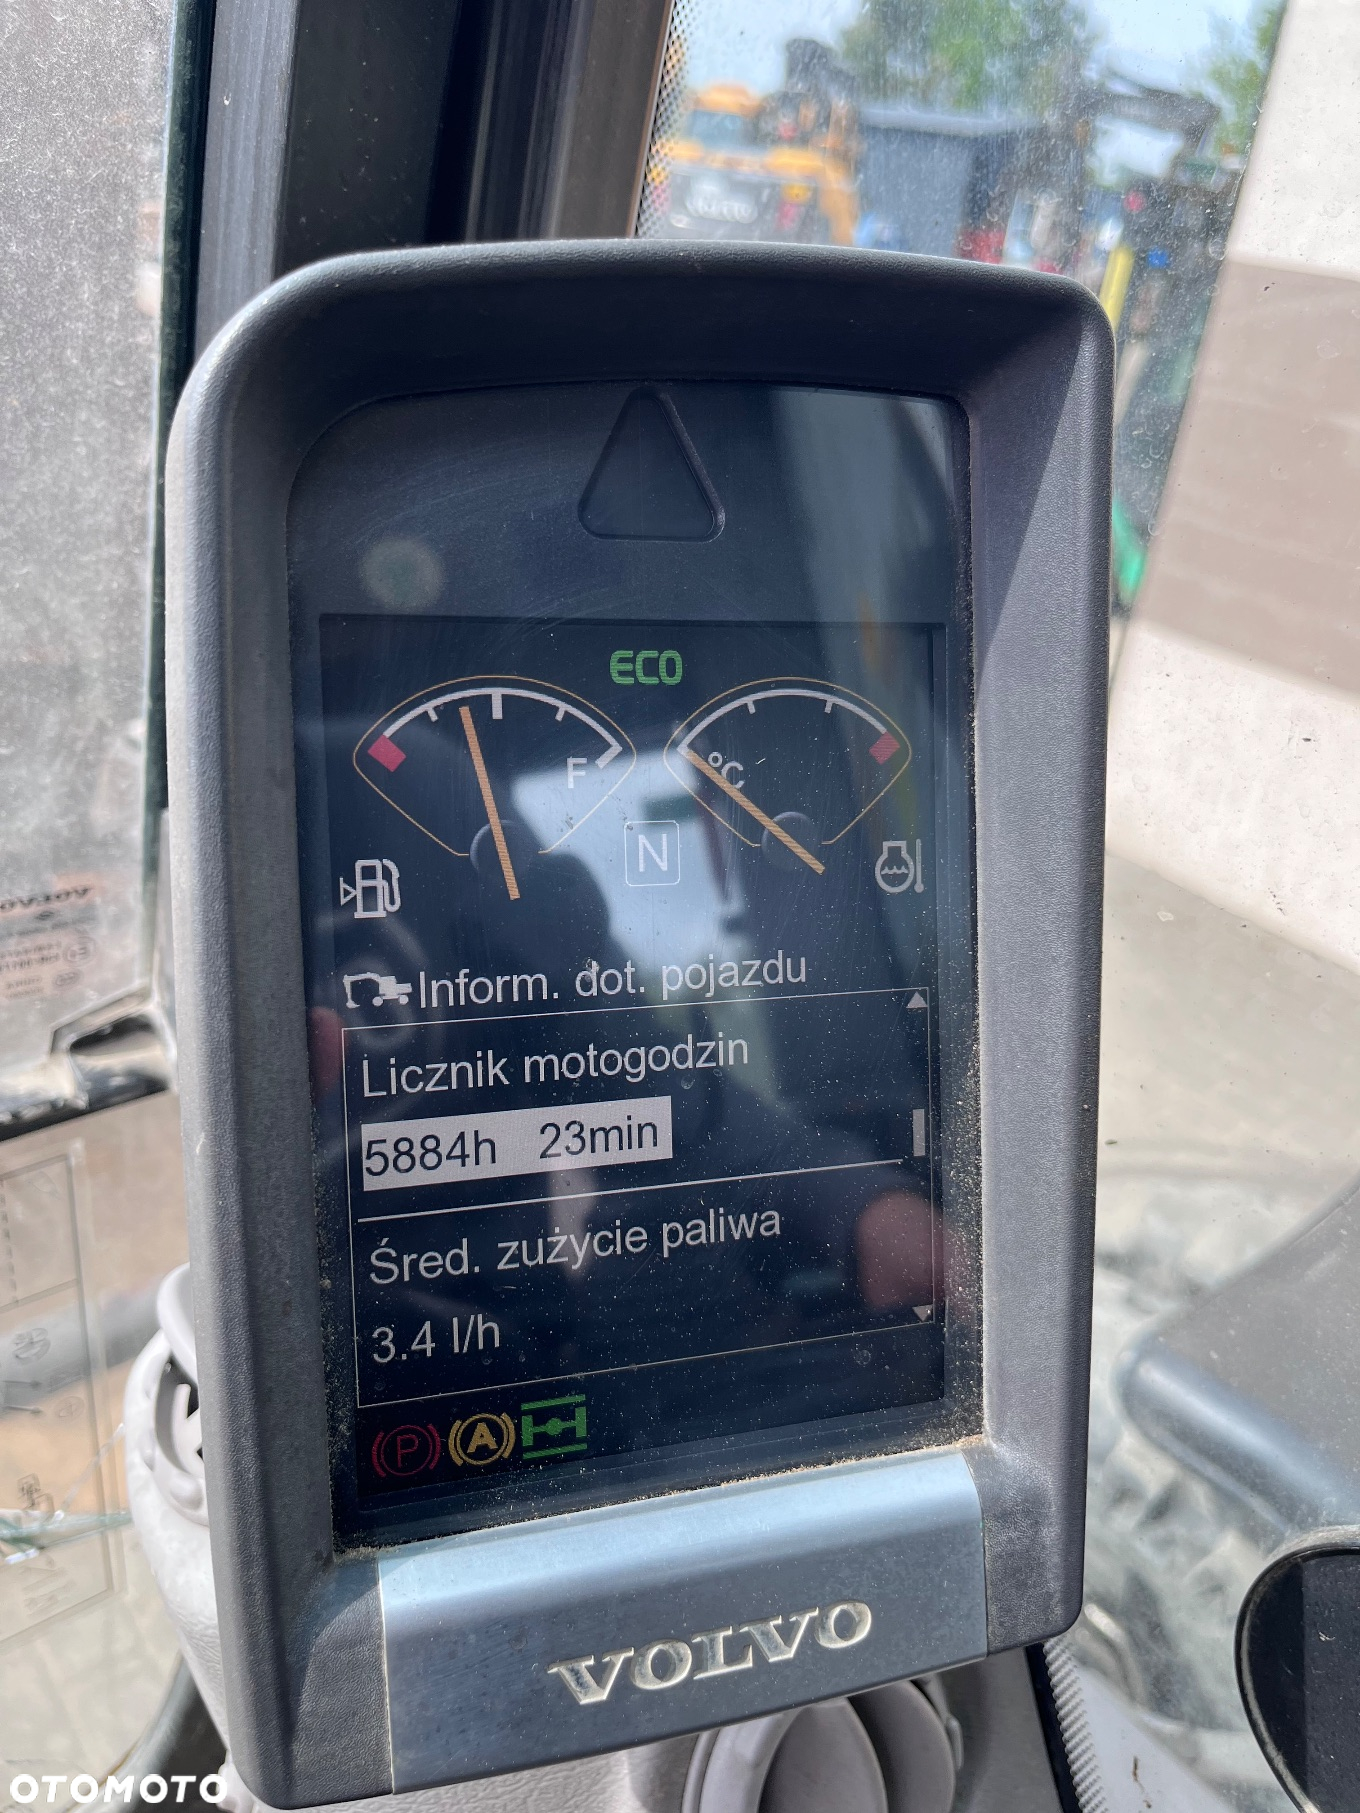 ECO
F
°C
N
Inform. dot. pojazdu
Licznik motogodzin
5884h 23min
Śred. zużycie paliwa
3.4 l/h
P A
VOLVO
OTOMOTO